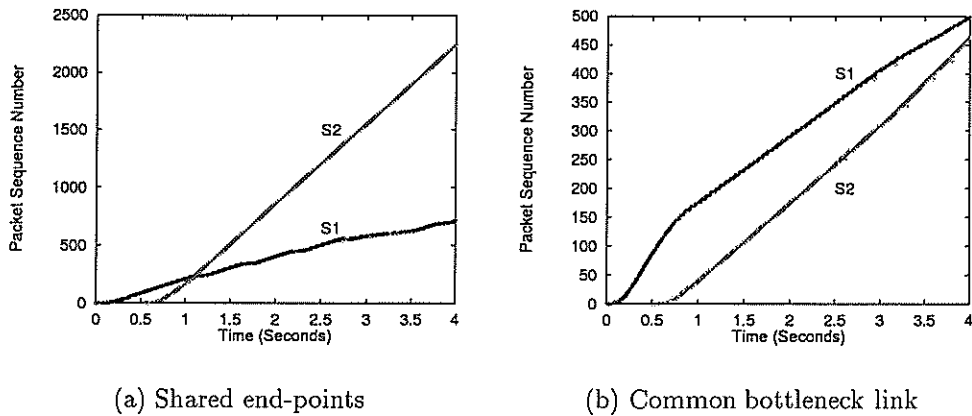 2500
2000
1500
1000
500
0
Packet Sequence Number
S2
S1
0 0.5 1 1.5 2 2.5 3 3.5 4
Time (Seconds)
(a) Shared end-points
500
450
400
350
300
250
200
150
100
50
0
Packet Sequence Number
S1
S2
0 0.5 1 1.5 2 2.5 3 3.5 4
Time (Seconds)
(b) Common bottleneck link